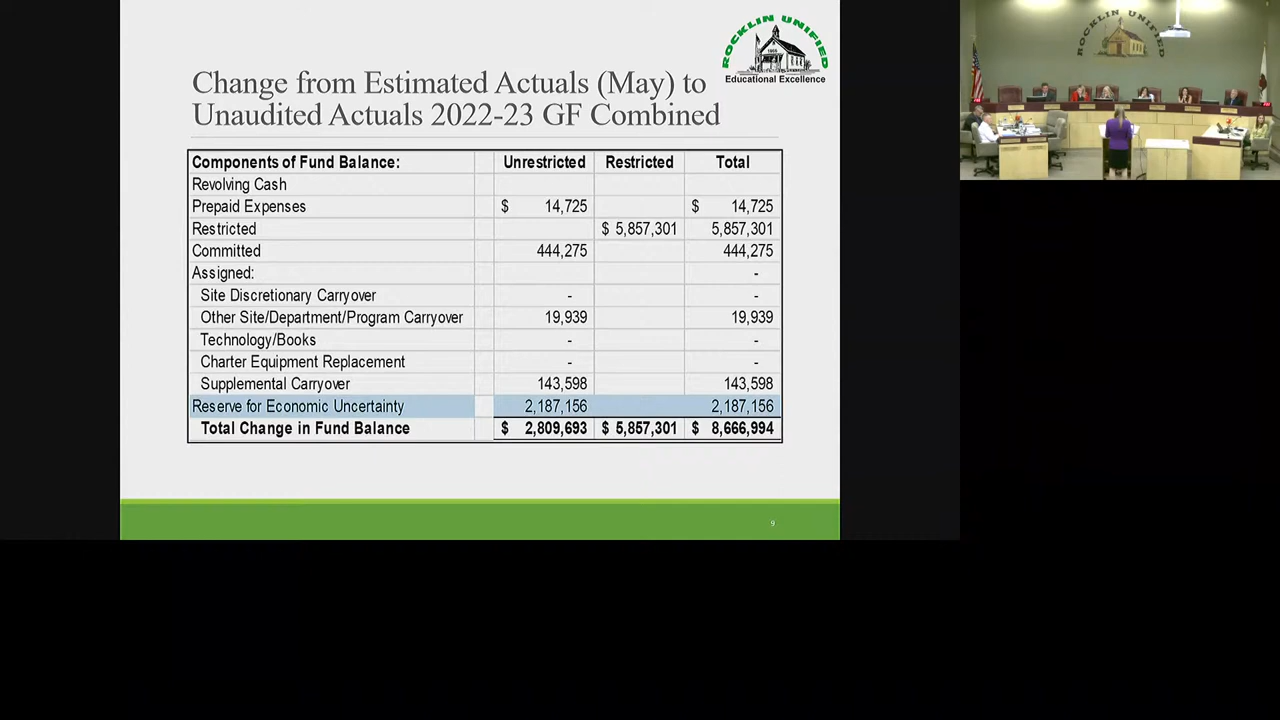 ROCKLIN UNIFIED
Educational Excellence
Change from Estimated Actuals (May) to
Unaudited Actuals 2022-23 GF Combined
Components of Fund Balance: Unrestricted Restricted Total
Revolving Cash
Prepaid Expenses $ 14,725 $ 14,725
Restricted $ 5,857,301 5,857,301
Committed 444,275 444,275
Assigned: -
Site Discretionary Carryover - -
Other Site/Department/Program Carryover 19,939 19,939
Technology/Books - -
Charter Equipment Replacement - -
Supplemental Carryover 143,598 143,598
Reserve for Economic Uncertainty 2,187,156 2,187,156
Total Change in Fund Balance $ 2,809,693 $ 5,857,301 $ 8,666,994
9
ROCKLIN UNIFIED